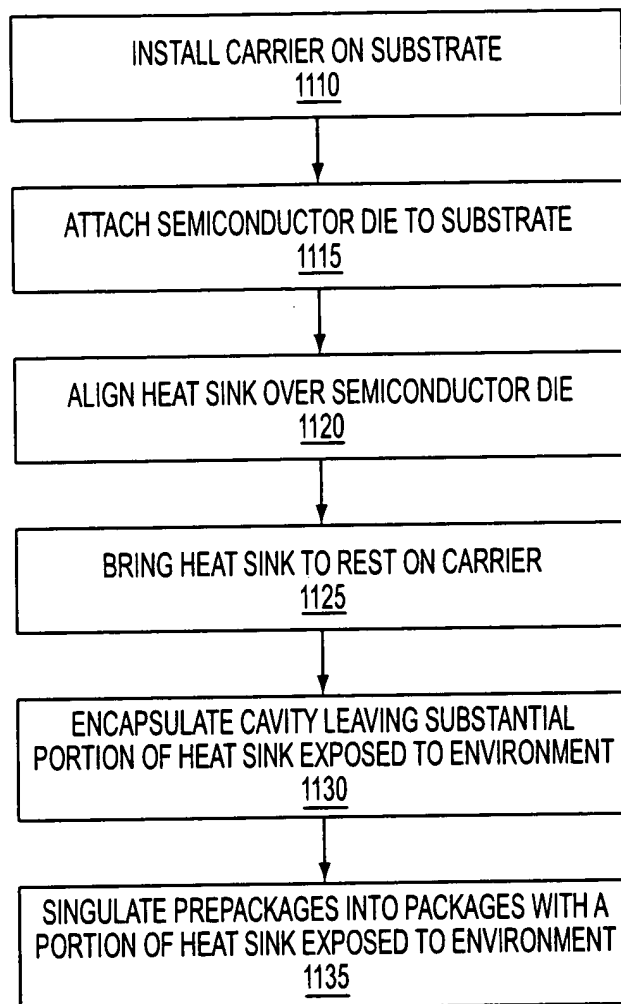 INSTALL CARRIER ON SUBSTRATE
1110
ATTACH SEMICONDUCTOR DIE TO SUBSTRATE
1115
ALIGN HEAT SINK OVER SEMICONDUCTOR DIE
1120
BRING HEAT SINK TO REST ON CARRIER
1125
ENCAPSULATE CAVITY LEAVING SUBSTANTIAL
PORTION OF HEAT SINK EXPOSED TO ENVIRONMENT
1130
SINGULATE PREPACKAGES INTO PACKAGES WITH A
PORTION OF HEAT SINK EXPOSED TO ENVIRONMENT
1135